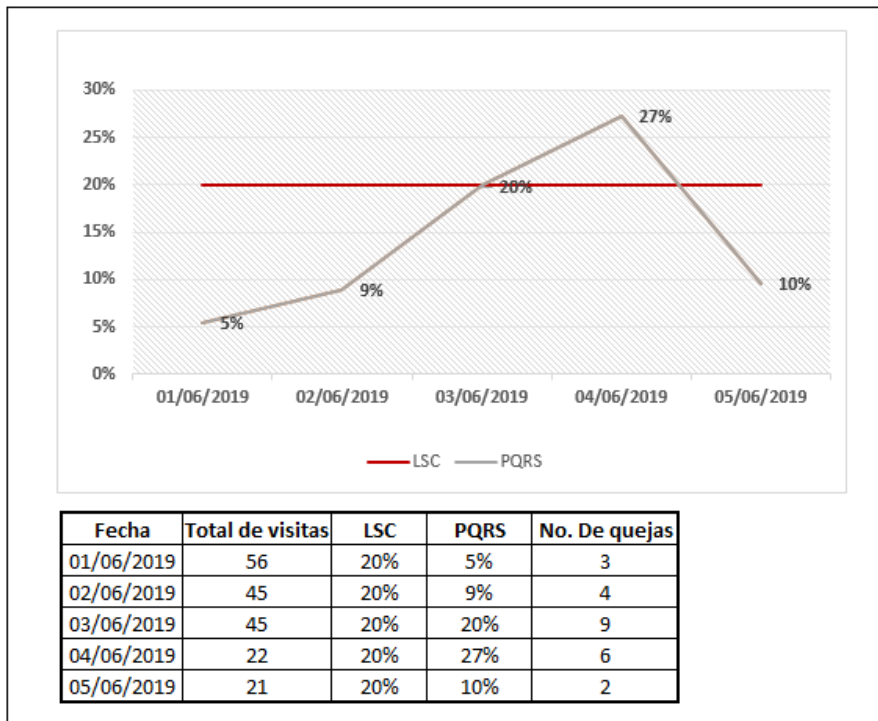 30%
25%
20%
15%
10%
5%
0%
5%
9%
20%
27%
10%
01/06/2019 02/06/2019 03/06/2019 04/06/2019 05/06/2019
LSC PQRS
Fecha Total de visitas LSC PQRS No. De quejas
01/06/2019 56 20% 5% 3
02/06/2019 45 20% 9% 4
03/06/2019 45 20% 20% 9
04/06/2019 22 20% 27% 6
05/06/2019 21 20% 10% 2